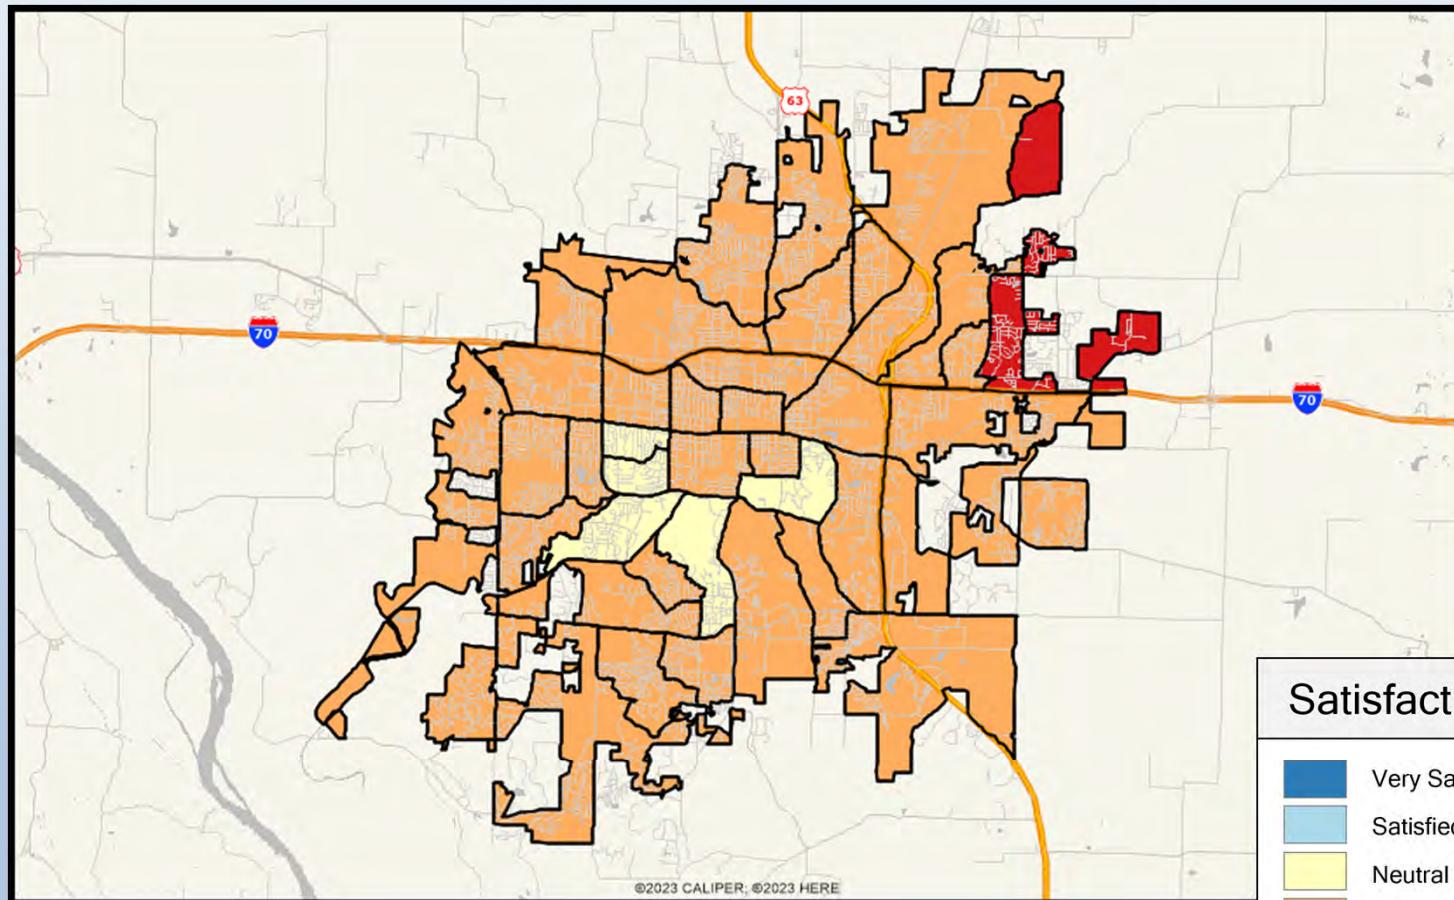 63
70
70
Satisfact
Very Sa
Satisfied
Neutral
©2023 CALIPER; ©2023 HERE